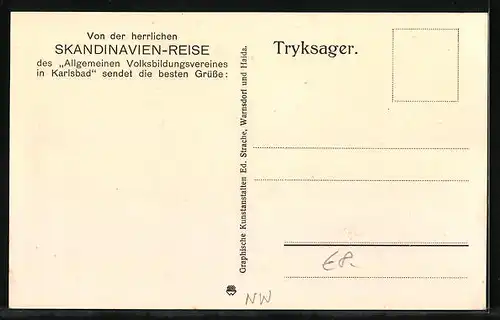 Von der herrlichen
SKANDINAVIEN-REISE
des „Allgemeinen Volksbildungsvereines
in Karlsbad" sendet die besten Grüße:
Graphische Kunstanstalten Ed. Strache, Warnsdorf und Haida.
Tryksager.
€8.
NW